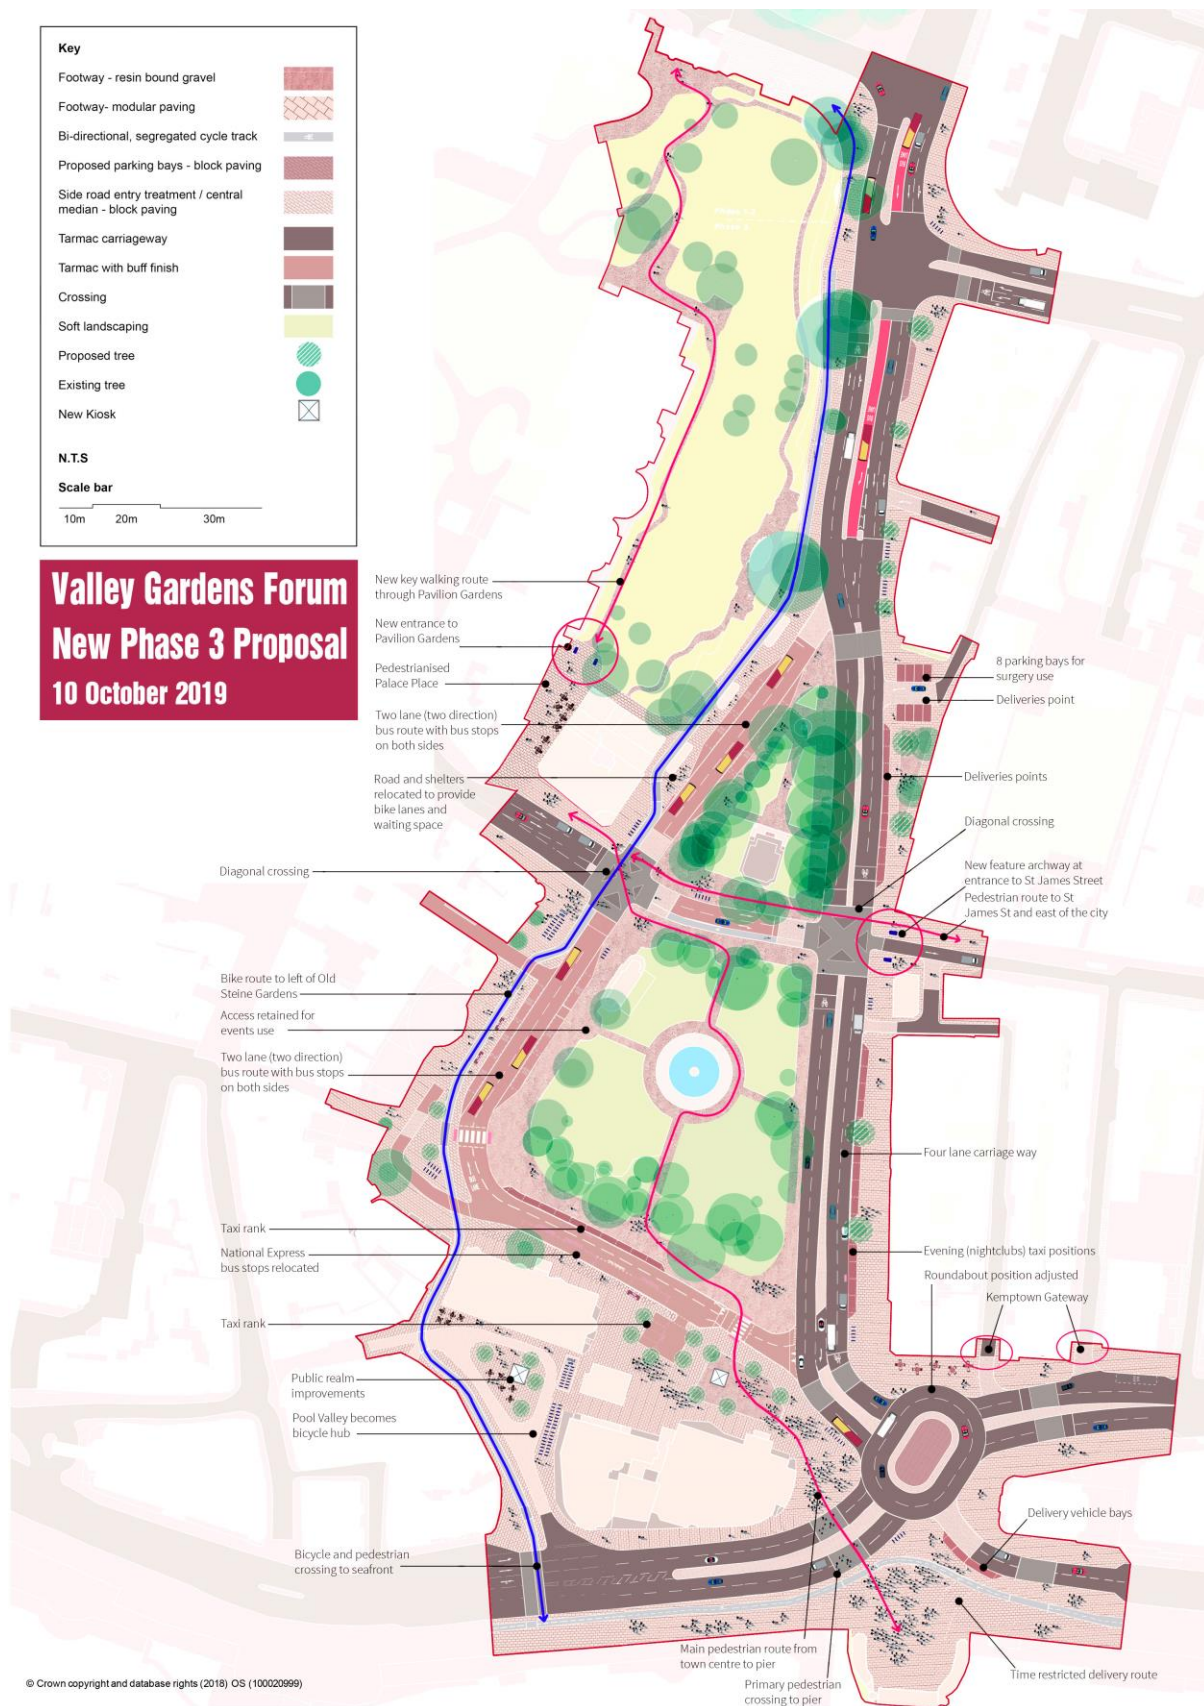 Key
Footway - resin bound gravel
Footway- modular paving
Bi-directional, segregated cycle track
Proposed parking bays - block paving
Side road entry treatment / central
median - block paving
Tarmac carriageway
Tarmac with buff finish
Crossing
Soft landscaping
Proposed tree
Existing tree
New Kiosk
N.T.S
Scale bar
10m 20m 30m
Valley Gardens Forum
New Phase 3 Proposal
10 October 2019
New key walking route
through Pavilion Gardens
New entrance to
Pavilion Gardens
Pedestrianised
Palace Place
Two lane (two direction)
bus route with bus stops
on both sides
Road and shelters
relocated to provide
bike lanes and
waiting space
Diagonal crossing
Bike route to left of Old
Steine Gardens
Access retained for
events use
Two lane (two direction)
bus route with bus stops
on both sides
Taxi rank
National Express
bus stops relocated
Taxi rank
Public realm
improvements
Pool Valley becomes
bicycle hub
Bicycle and pedestrian
crossing to seafront
8 parking bays for
surgery use
Deliveries point
Deliveries points
Diagonal crossing
New feature archway at
entrance to St James Street
Pedestrian route to St
James St and east of the city
Four lane carriage way
Evening (nightclubs) taxi positions
Roundabout position adjusted
Kemptown Gateway
Delivery vehicle bays
Time restricted delivery route
Main pedestrian route from
town centre to pier
Primary pedestrian
crossing to pier
© Crown copyright and database rights (2018) OS (100020999)